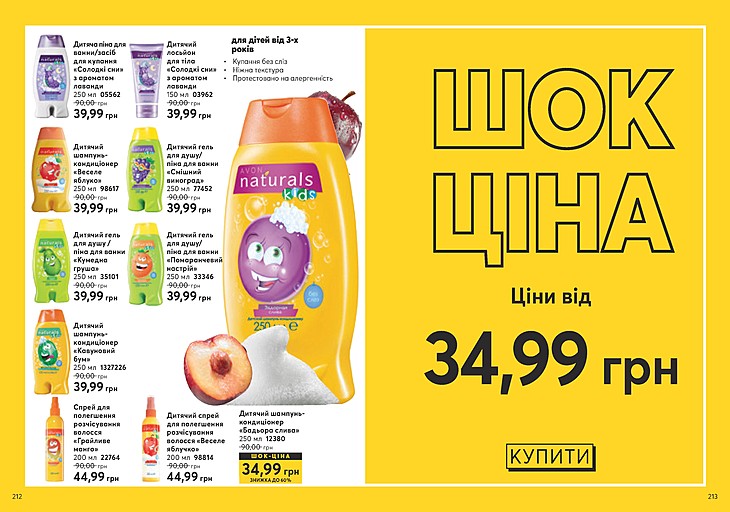 Дитяча піна для
ванни/засіб
для купання
«Солодкі сни»
з ароматом
лаванди
250 мл 05562
90,00 грн
39,99 грн
Дитячий
лосьйон
для тіла
«Солодкі сни»
з ароматом
лаванди
150 мл 03962
90,00 грн
39,99 грн
для дітей від 3-х
років
• Купання без сліз
• Ніжна текстура
• Протестовано на алергенність
Дитячий
шампунь-
кондиціонер
«Веселе
яблуко»
250 мл 98617
90,00 грн
39,99 грн
Дитячий гель
для душу/
піна для ванни
«Смішний
виноград»
250 мл 77452
90,00 грн
39,99 грн
Дитячий гель
для душу /
піна для ванни
«Кумедна
груша»
250 мл 35101
90,00 грн
39,99 грн
Дитячий гель
для душу /
піна для ванни
«Помаранчевий
настрій»
250 мл 33346
90,00 грн
39,99 грн
Дитячий
шампунь-
кондиціонер
«Кавуновий
бум»
250 мл 1327226
90,00 грн
39,99 грн
Спрей для
полегшення
розчісування
волосся
«Грайливе
манго»
200 мл 22764
90,00 грн
44,99 грн
Дитячий спрей
для полегшення
розчісування
волосся «Веселе
яблучко»
200 мл 98814
90,00 грн
44,99 грн
AVON
naturals
kids
без сліз
Задорная
слива
250 мл e
Дитячий шампунь-
кондиціонер
«Бадьора слива»
250 мл 12380
90,00 грн
ШОК-ЦІНА
34,99 грн
ЗНИЖКА ДО 60%
212
ШОК
ЦІНА
Ціни від
34,99 грн
КУПИТИ
213